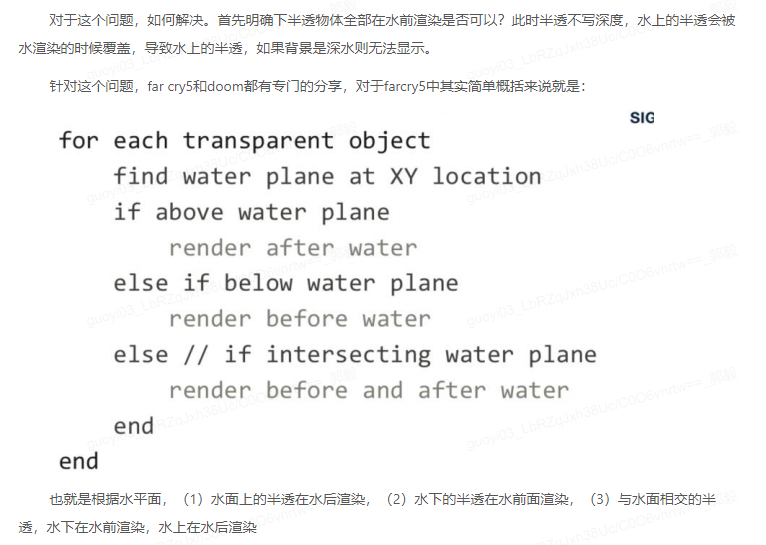 对于这个问题，如何解决。首先明确下半透物体全部在水前渲染是否可以？此时半透不写深度，水上的半透会被
水渲染的时候覆盖，导致水上的半透，如果背景是深水则无法显示。
针对这个问题，far cry5和doom都有专门的分享，对于farcry5中其实简单概括来说就是：
SIG
for each transparent object
find water plane at XY location
if above water plane
render after water
else if below water plane
render before water
else // if intersecting water plane
render before and after water
end
end
也就是根据水平面，（1）水面上的半透在水后渲染，（2）水下的半透在水前面渲染，（3）与水面相交的半
透，水下在水前渲染，水上在水后渲染